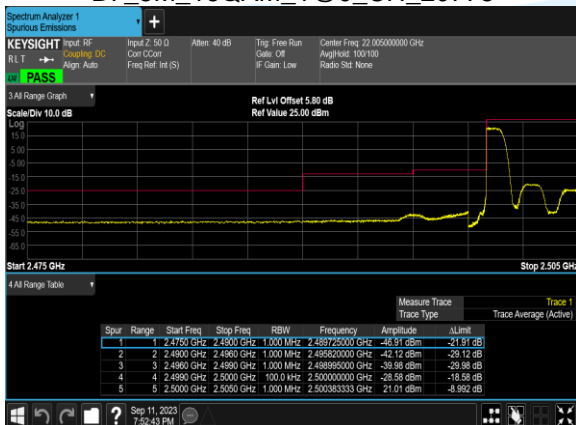 Spectrum Analyzer 1
Spurious Emissions
+
KEYSIGHT Input: RF Input Z: 50 Ω Atten: 40 dB Trig: Free Run Center Freq: 22.005000000 GHz
R L T Coupling: DC Corr CCorr Gate: Off Avg|Hold: 100/100
Align: Auto Freq Ref: Int (S) IF Gain: Low Radio Std: None
PASS
3 All Range Graph
Ref Lvl Offset 5.80 dB
Scale/Div 10.0 dB Ref Value 25.00 dBm
Log
15.0
5.00
-5.00
-15.0
-25.0
-35.0
-45.0
-55.0
-65.0
Start 2.475 GHz Stop 2.505 GHz
4 All Range Table
Measure Trace Trace 1
Trace Type Trace Average (Active)
Spur Range Start Freq Stop Freq RBW Frequency Amplitude ΔLimit
1 1 2.4750 GHz 2.4900 GHz 1.000 MHz 2.489725000 GHz -46.91 dBm -21.91 dB
2 2 2.4900 GHz 2.4960 GHz 1.000 MHz 2.495820000 GHz -42.12 dBm -29.12 dB
3 3 2.4960 GHz 2.4990 GHz 1.000 MHz 2.498995000 GHz -39.98 dBm -29.98 dB
4 4 2.4990 GHz 2.5000 GHz 100.0 kHz 2.500000000 GHz -28.58 dBm -18.58 dB
5 5 2.5000 GHz 2.5050 GHz 1.000 MHz 2.500383333 GHz 21.01 dBm -8.992 dB
? Sep 11, 2023
7:52:43 PM